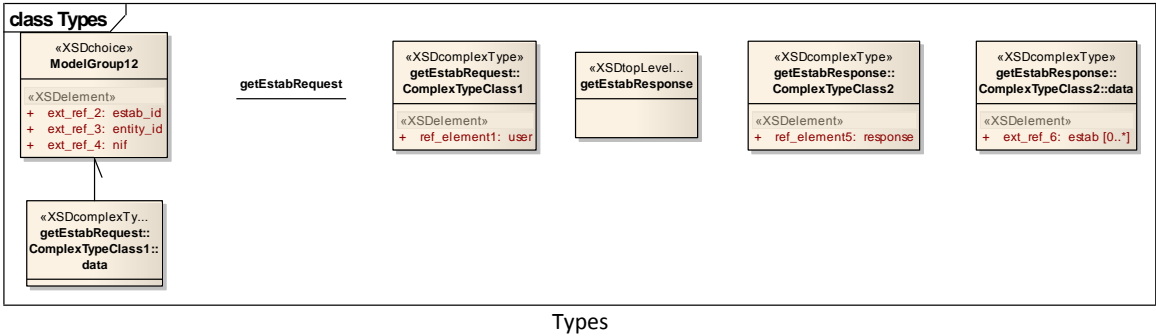 class Types
«XSDchoice»
ModelGroup12
«XSDelement»
+ ext_ref_2: estab_id
+ ext_ref_3: entity_id
+ ext_ref_4: nif
«XSDcomplexTy...
getEstabRequest::
ComplexTypeClass1::
data
getEstabRequest
«XSDcomplexType»
getEstabRequest::
ComplexTypeClass1
«XSDelement»
+ ref_element1: user
«XSDtopLevel...
getEstabResponse
«XSDcomplexType»
getEstabResponse::
ComplexTypeClass2
«XSDelement»
+ ref_element5: response
«XSDcomplexType»
getEstabResponse::
ComplexTypeClass2::data
«XSDelement»
+ ext_ref_6: estab [0..*]
Types